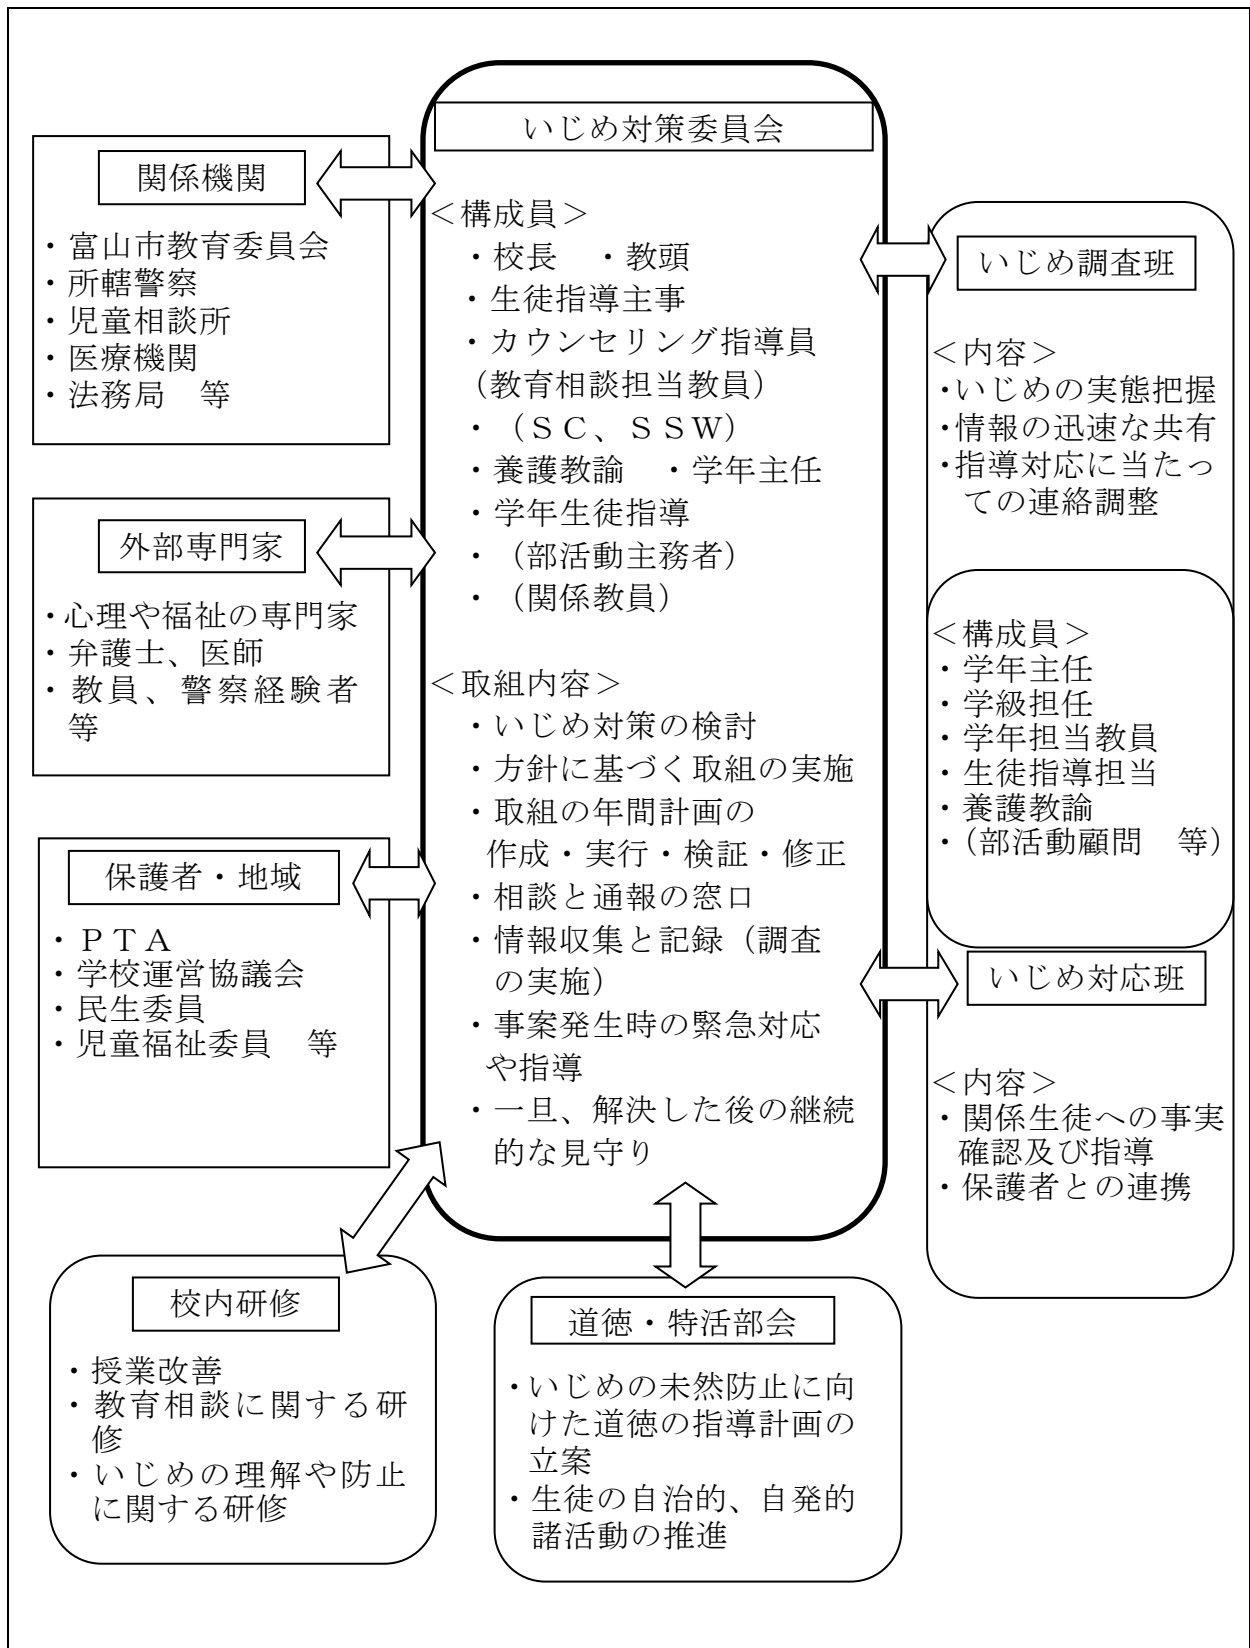 いじめ対策委員会
<構成員>
・校長　・教頭
・生徒指導主事
・カウンセリング指導員
(教育相談担当教員)
・(SC、SSW)
・養護教諭　・学年主任
・学年生徒指導
・(部活動主務者)
・(関係教員)
<取組内容>
・いじめ対策の検討
・方針に基づく取組の実施
・取組の年間計画の
作成・実行・検証・修正
・相談と通報の窓口
・情報収集と記録(調査
の実施)
・事案発生時の緊急対応
や指導
・一旦、解決した後の継続
的な見守り
関係機関
・富山市教育委員会
・所轄警察
・児童相談所
・医療機関
・法務局　等
外部専門家
・心理や福祉の専門家
・弁護士、医師
・教員、警察経験者
等
保護者・地域
・PTA
・学校運営協議会
・民生委員
・児童福祉委員　等
いじめ調査班
<内容>
・いじめの実態把握
・情報の迅速な共有
・指導対応に当たっ
ての連絡調整
<構成員>
・学年主任
・学級担任
・学年担当教員
・生徒指導担当
・養護教諭
・(部活動顧問　等)
いじめ対応班
<内容>
・関係生徒への事実
確認及び指導
・保護者との連携
校内研修
・授業改善
・教育相談に関する研
修
・いじめの理解や防止
に関する研修
道徳・特活部会
・いじめの未然防止に向
けた道徳の指導計画の
立案
・生徒の自治的、自発的
諸活動の推進